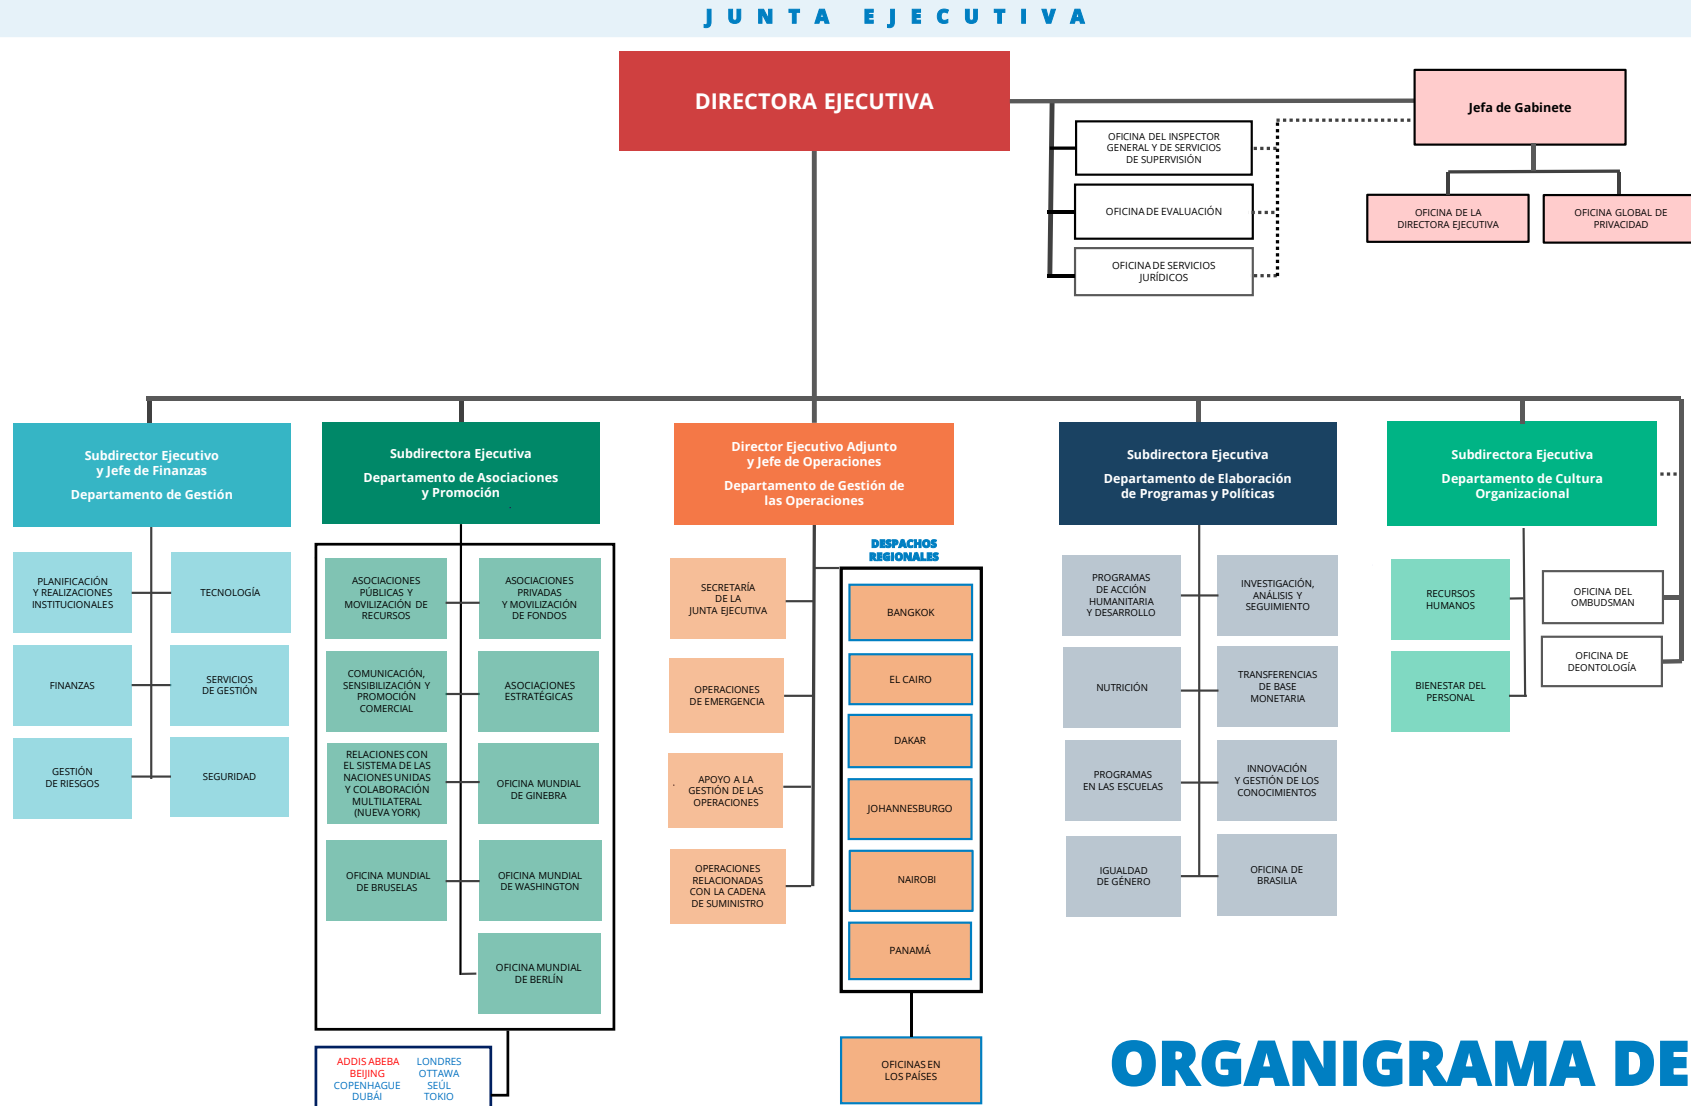 JUNTA EJECUTIVA
DIRECTORA EJECUTIVA
Jefa de Gabinete
OFICINA DEL INSPECTOR
GENERAL Y DE SERVICIOS
DE SUPERVISIÓN
OFICINA DE EVALUACIÓN
OFICINA DE SERVICIOS
JURÍDICOS
OFICINA DE LA
DIRECTORA EJECUTIVA
OFICINA GLOBAL DE
PRIVACIDAD
Subdirector Ejecutivo
y Jefe de Finanzas
Departamento de Gestión
PLANIFICACIÓN
Y REALIZACIONES
INSTITUCIONALES
TECNOLOGÍA
FINANZAS
SERVICIOS
DE GESTIÓN
GESTIÓN
DE RIESGOS
SEGURIDAD
Subdirectora Ejecutiva
Departamento de Asociaciones
y Promoción
ASOCIACIONES
PÚBLICAS Y
MOVILIZACIÓN DE
RECURSOS
ASOCIACIONES
PRIVADAS
Y MOVILIZACIÓN
DE FONDOS
COMUNICACIÓN,
SENSIBILIZACIÓN Y
PROMOCIÓN
COMERCIAL
ASOCIACIONES
ESTRATÉGICAS
RELACIONES CON
EL SISTEMA DE LAS
NACIONES UNIDAS
Y COLABORACIÓN
MULTILATERAL
(NUEVA YORK)
OFICINA MUNDIAL
DE GINEBRA
OFICINA MUNDIAL
DE BRUSELAS
OFICINA MUNDIAL
DE WASHINGTON
OFICINA MUNDIAL
DE BERLÍN
ADDIS ABEBA
BEIJING
COPENHAGUE
DUBÁI
LONDRES
OTTAWA
SEÚL
TOKIO
Director Ejecutivo Adjunto
y Jefe de Operaciones
Departamento de Gestión de
las Operaciones
SECRETARÍA
DE LA
JUNTA EJECUTIVA
OPERACIONES
DE EMERGENCIA
APOYO A LA
GESTIÓN DE LAS
OPERACIONES
OPERACIONES
RELACIONADAS
CON LA CADENA
DE SUMINISTRO
DESPACHOS
REGIONALES
BANGKOK
EL CAIRO
DAKAR
JOHANNESBURGO
NAIROBI
PANAMÁ
OFICINAS EN
LOS PAÍSES
Subdirectora Ejecutiva
Departamento de Elaboración
de Programas y Políticas
PROGRAMAS
DE ACCIÓN
HUMANITARIA
Y DESARROLLO
INVESTIGACIÓN,
ANÁLISIS Y
SEGUIMIENTO
NUTRICIÓN
TRANSFERENCIAS
DE BASE
MONETARIA
PROGRAMAS
EN LAS ESCUELAS
INNOVACIÓN
Y GESTIÓN DE LOS
CONOCIMIENTOS
IGUALDAD
DE GÉNERO
OFICINA DE
BRASILIA
Subdirectora Ejecutiva
Departamento de Cultura
Organizacional
RECURSOS
HUMANOS
BIENESTAR DEL
PERSONAL
OFICINA DEL
OMBUDSMAN
OFICINA DE
DEONTOLOGÍA
ORGANIGRAMA DE